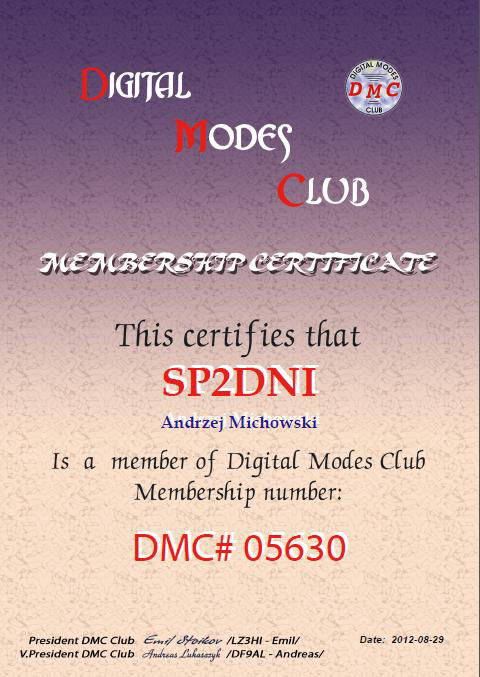 DIGITAL
MODES
CLUB
DIGITAL MODES
DMC
CLUB
MEMBERSHIP CERTIFICATE
This certifies that
SP2DNI
Andrzej Michowski
Is a member of Digital Modes Club
Membership number:
DMC# 05630
President DMC Club Emil Stoikov /LZ3HI - Emil/
V.President DMC Club Andreas Lukaszyk /DF9AL - Andreas/
Date: 2012-08-29